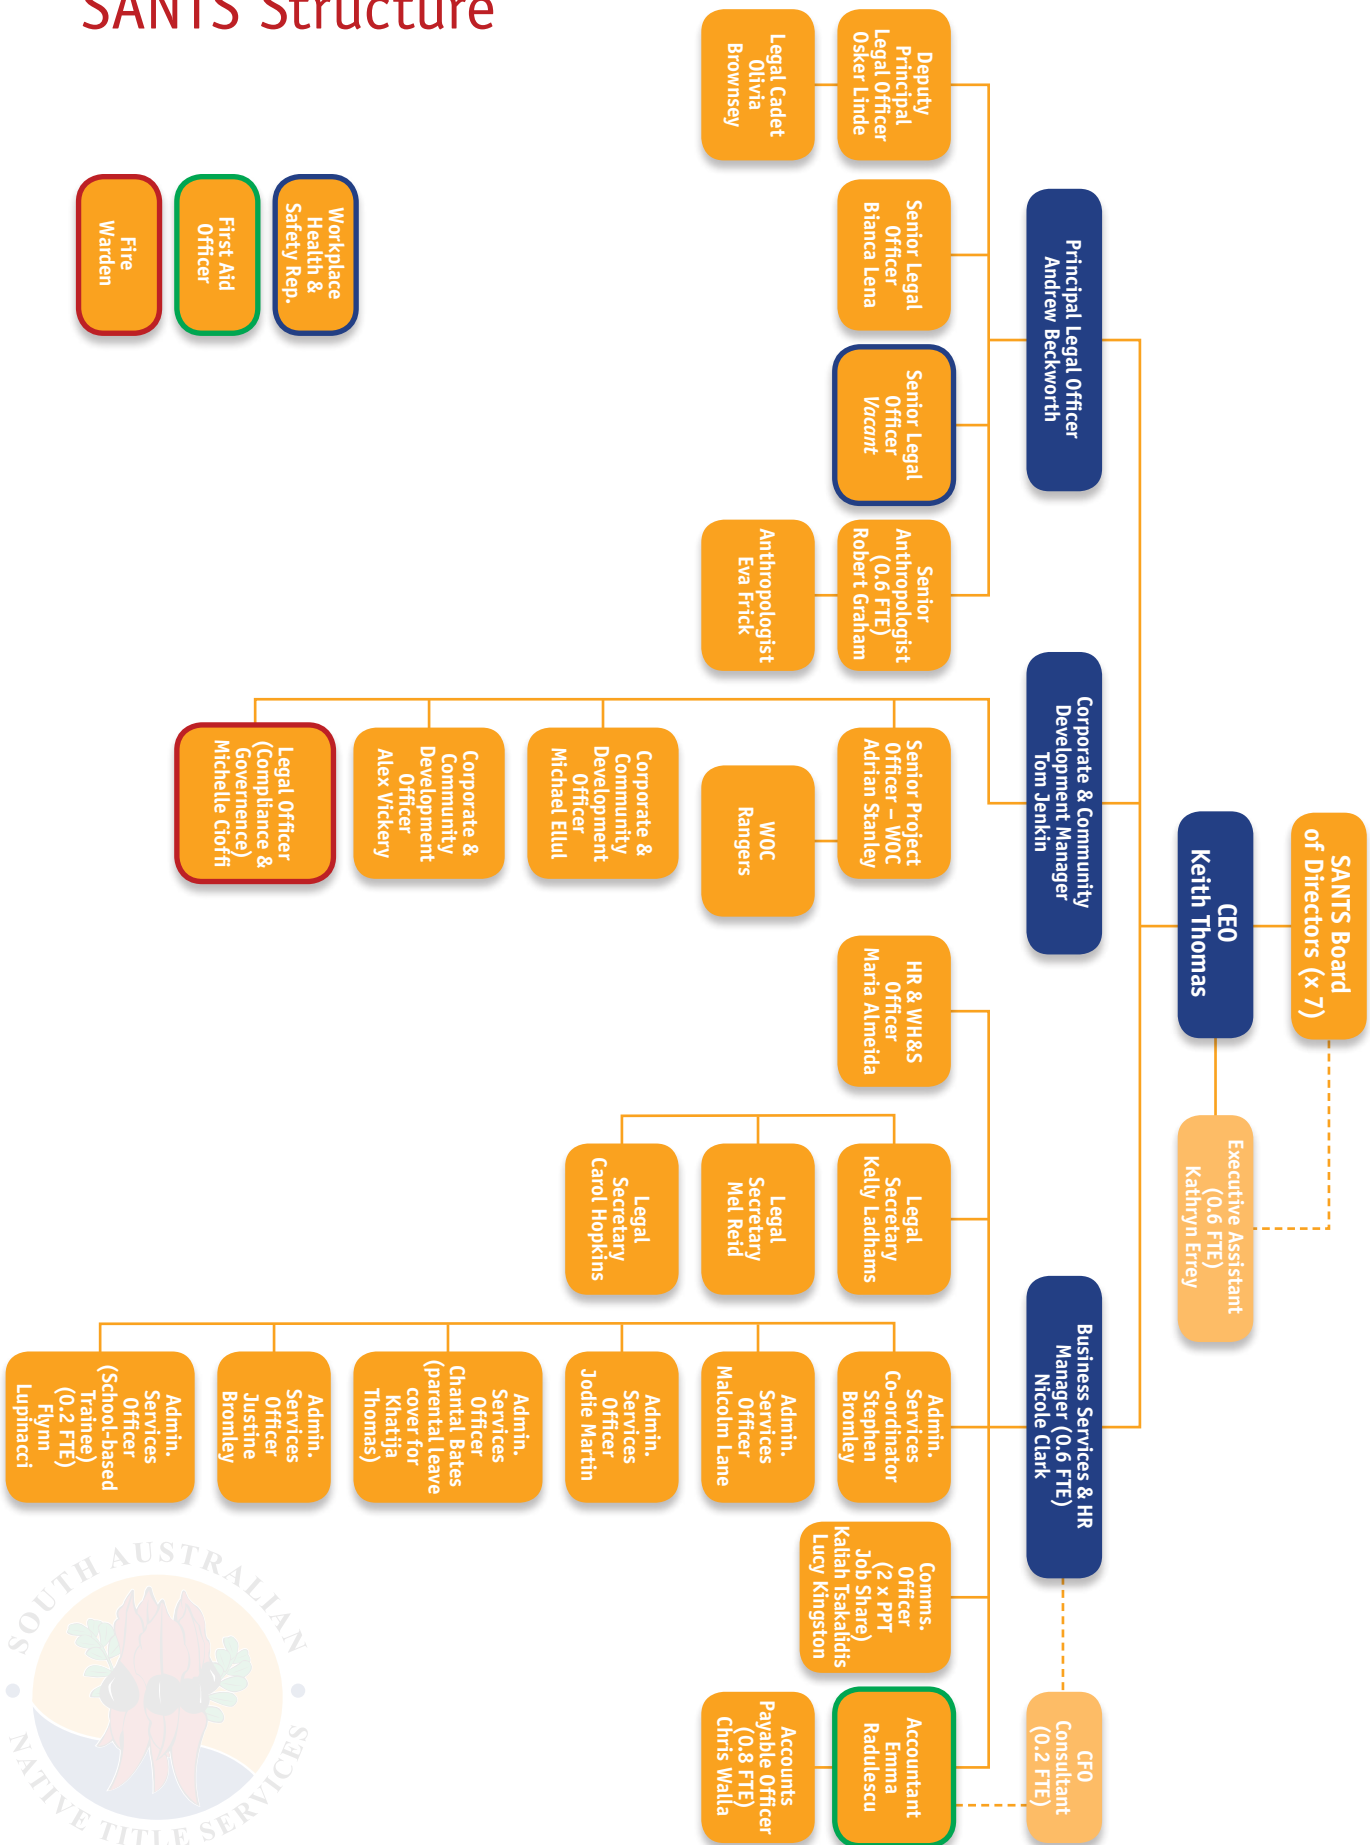 SANTS Structure
SANTS Board
of Directors (x 7)
CEO
Keith Thomas
Executive Assistant
(0.6 FTE)
Kathryn Errey
Principal Legal Officer
Andrew Beckworth
Corporate & Community
Development Manager
Tom Jenkin
Business Services & HR
Manager (0.6 FTE)
Nicole Clark
CFO
Consultant
(0.2 FTE)
Deputy
Principal
Legal Officer
Osker Linde
Legal Cadet
Olivia
Brownsey
Senior Legal
Officer
Bianca Lena
Senior Legal
Officer
Vacant
Senior
Anthropologist
(0.6 FTE)
Robert Graham
Anthropologist
Eva Frick
Senior Project
Officer – WOC
Adrian Stanley
WOC
Rangers
Corporate &
Community
Development
Officer
Michael Ellul
Corporate &
Community
Development
Officer
Alex Vickery
Legal Officer
(Compliance &
Governence)
Michelle Cioffi
HR & WH&S
Officer
Maria Almeida
Legal
Secretary
Kelly Ladhams
Legal
Secretary
Mel Reid
Legal
Secretary
Carol Hopkins
Admin.
Services
Co-ordinator
Stephen
Bromley
Admin.
Services
Officer
Malcolm Lane
Admin.
Services
Officer
Jodie Martin
Admin.
Services
Officer
Chantal Bates
(parental leave
cover for
Khatija
Thomas)
Admin.
Services
Officer
Justine
Bromley
Admin.
Services
Officer
(School-based
Trainee)
(0.2 FTE)
Flynn
Lupinacci
Comms.
Officer
(2 x PPT
Job Share)
Kaliah Tsakalidis
Lucy Kingston
Accountant
Emma
Radulescu
Accounts
Payable Officer
(0.8 FTE)
Chris Walla
Workplace
Health &
Safety Rep.
First Aid
Officer
Fire
Warden
SOUTH AUSTRALIAN
NATIVE TITLE SERVICES